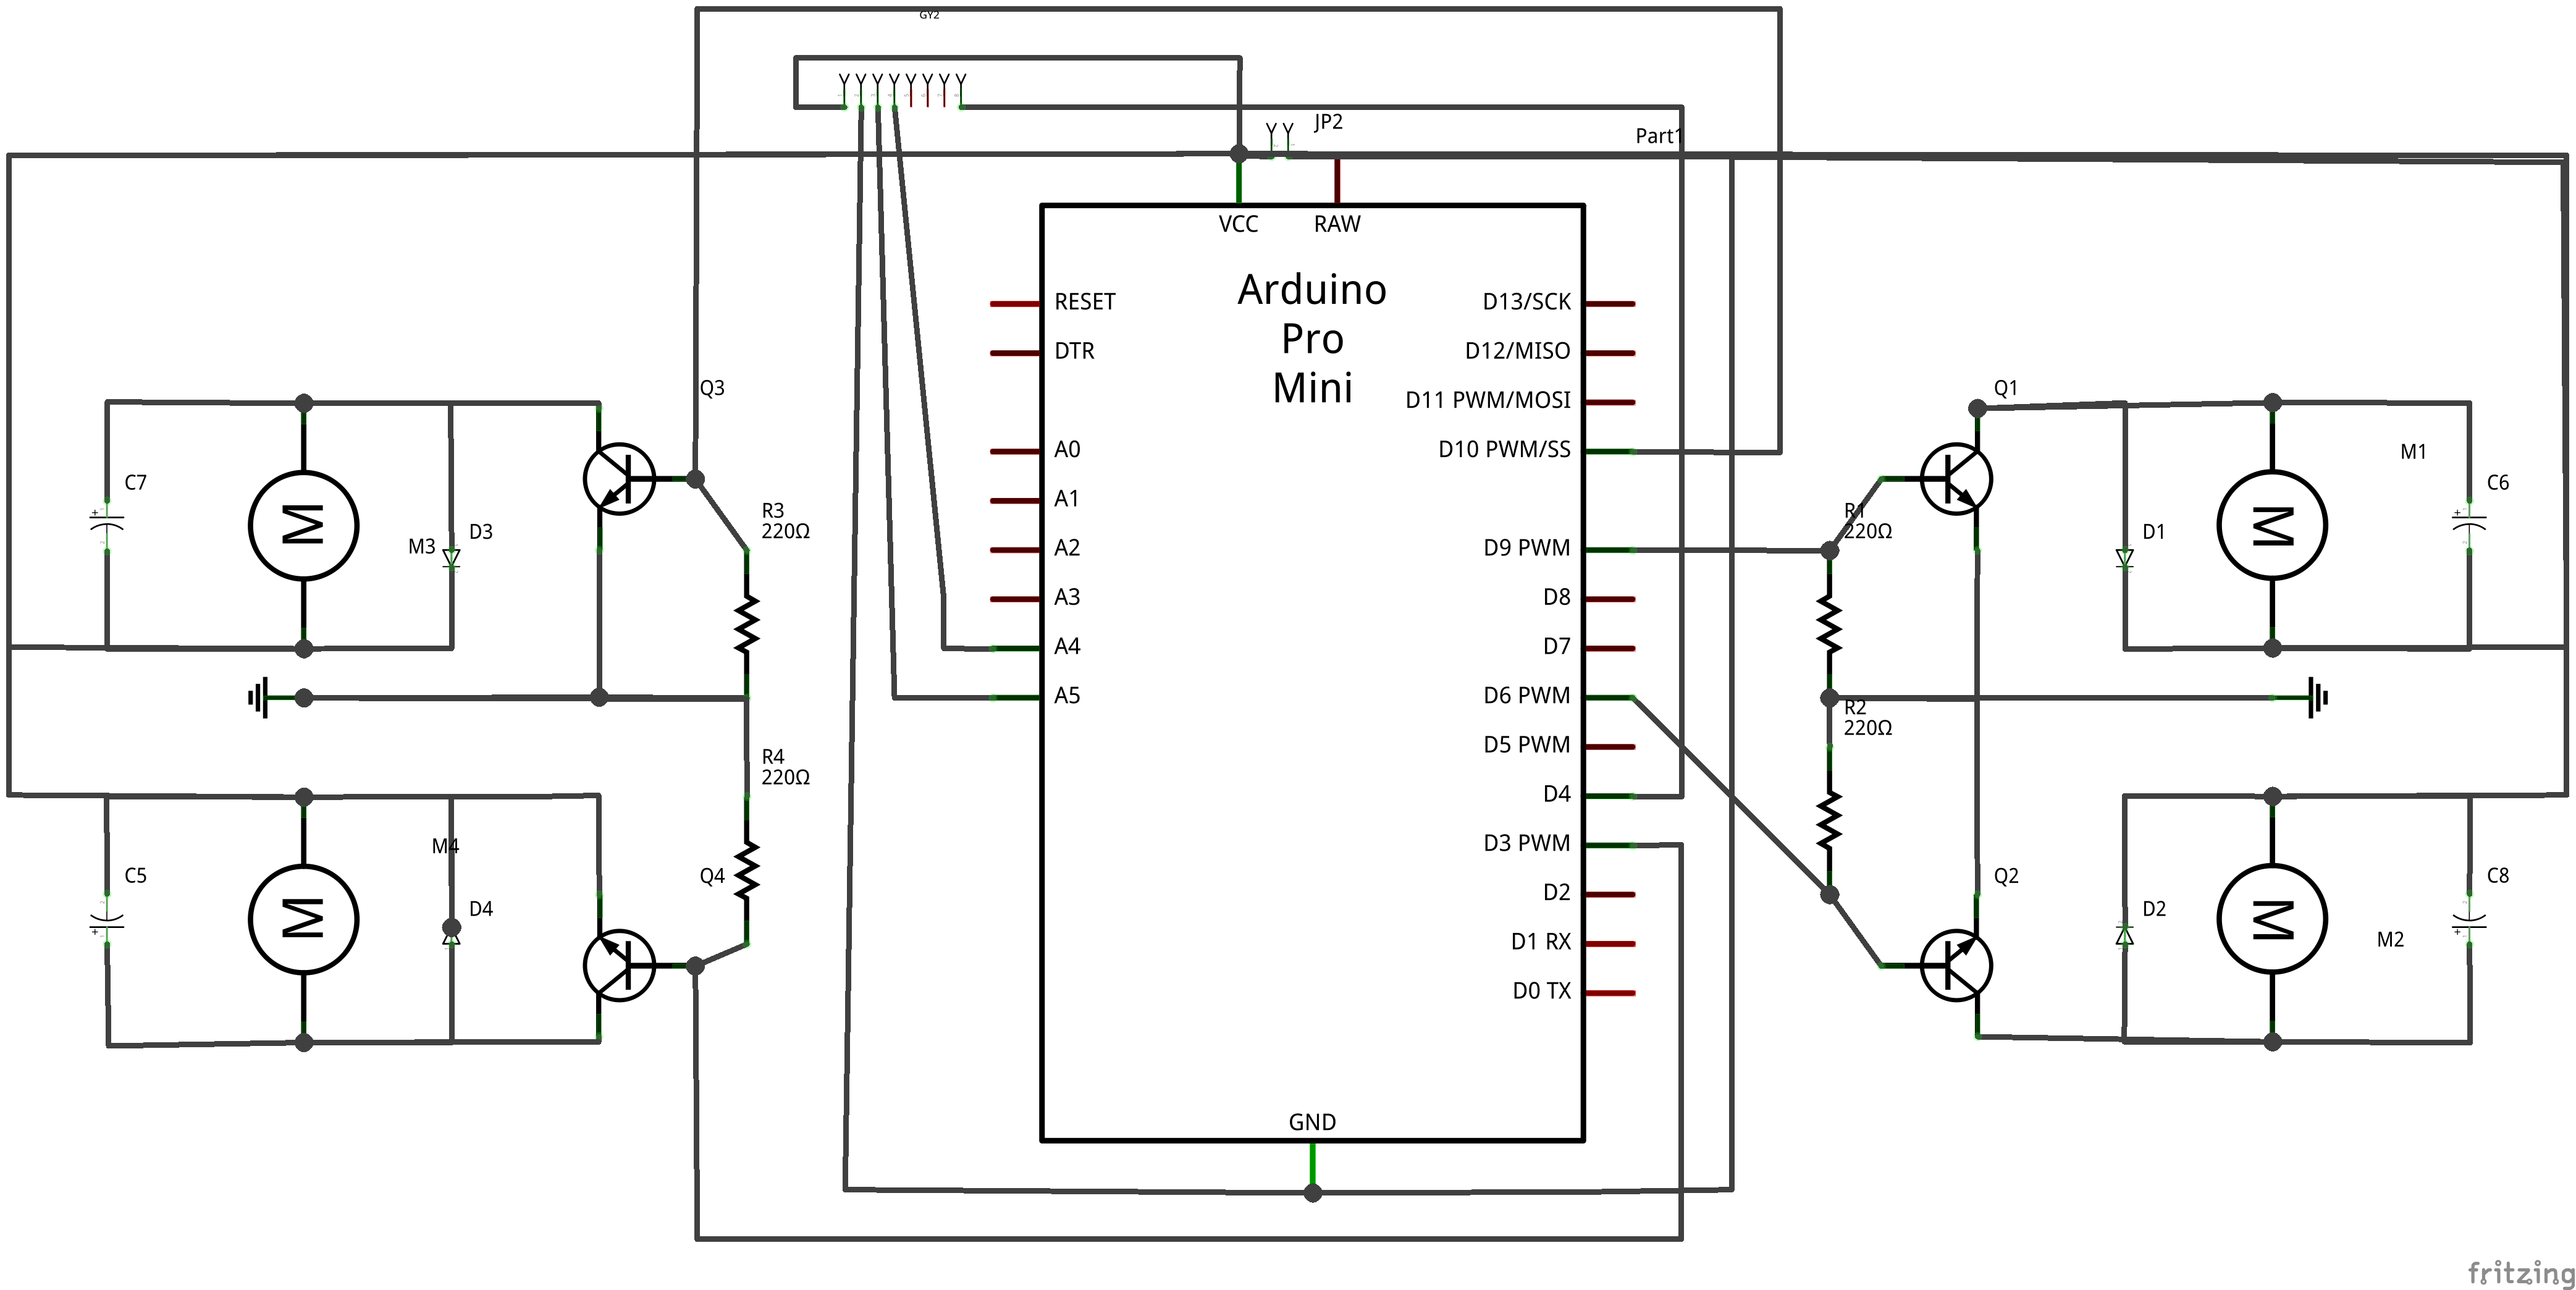 GY2
JP2
Part1
VCC
RAW
Arduino
Pro
Mini
RESET
D13/SCK
DTR
D12/MISO
Q3
Q1
D11 PWM/MOSI
A0
D10 PWM/SS
M1
C7
C6
A1
R3
220Ω
R1
220Ω
M
M
D3
D1
M3
A2
D9 PWM
A3
D8
A4
D7
A5
D6 PWM
R2
220Ω
D5 PWM
R4
220Ω
D4
M4
D3 PWM
C5
Q4
D2
Q2
C8
M
M
D4
D2
D1 RX
M2
D0 TX
GND
fritzing